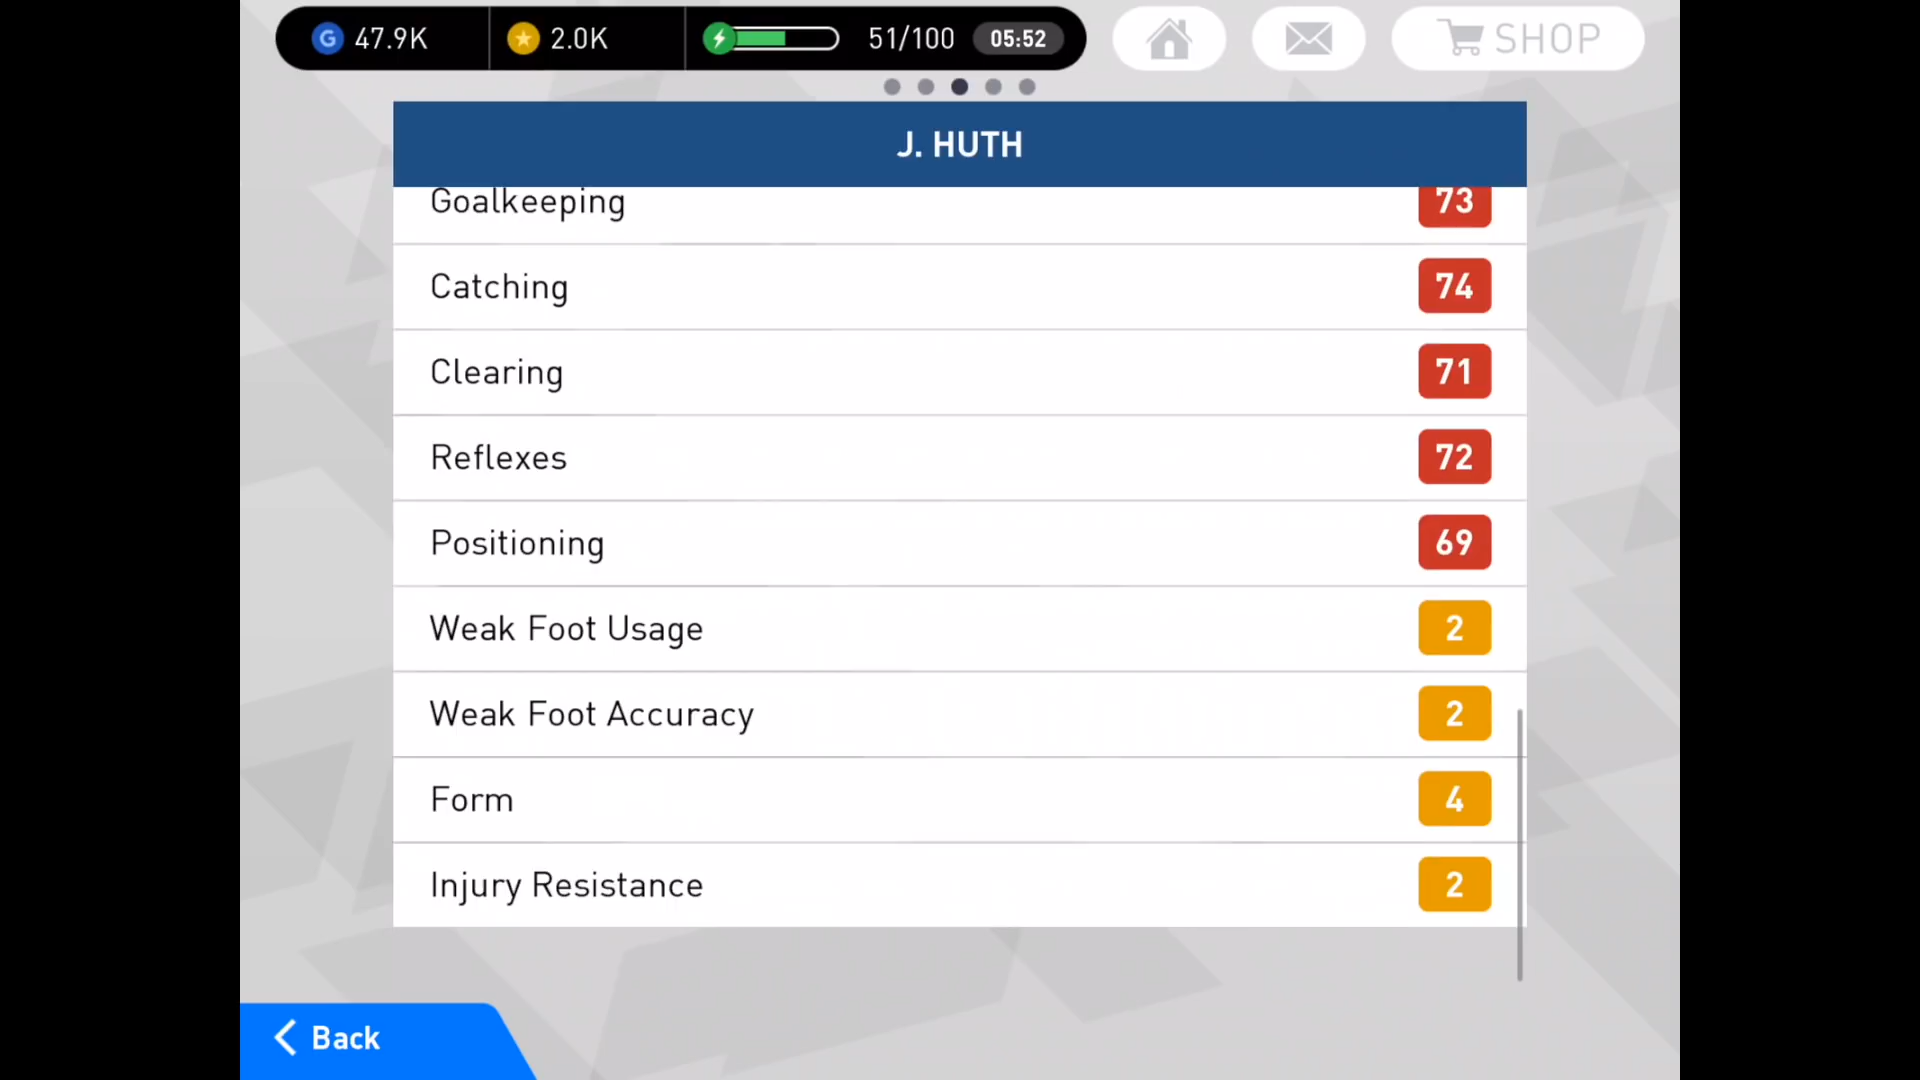 G 47.9K 2.0K 51/100 05:52 SHOP
J. HUTH
Goalkeeping 73
Catching 74
Clearing 71
Reflexes 72
Positioning 69
Weak Foot Usage 2
Weak Foot Accuracy 2
Form 4
Injury Resistance 2
Back